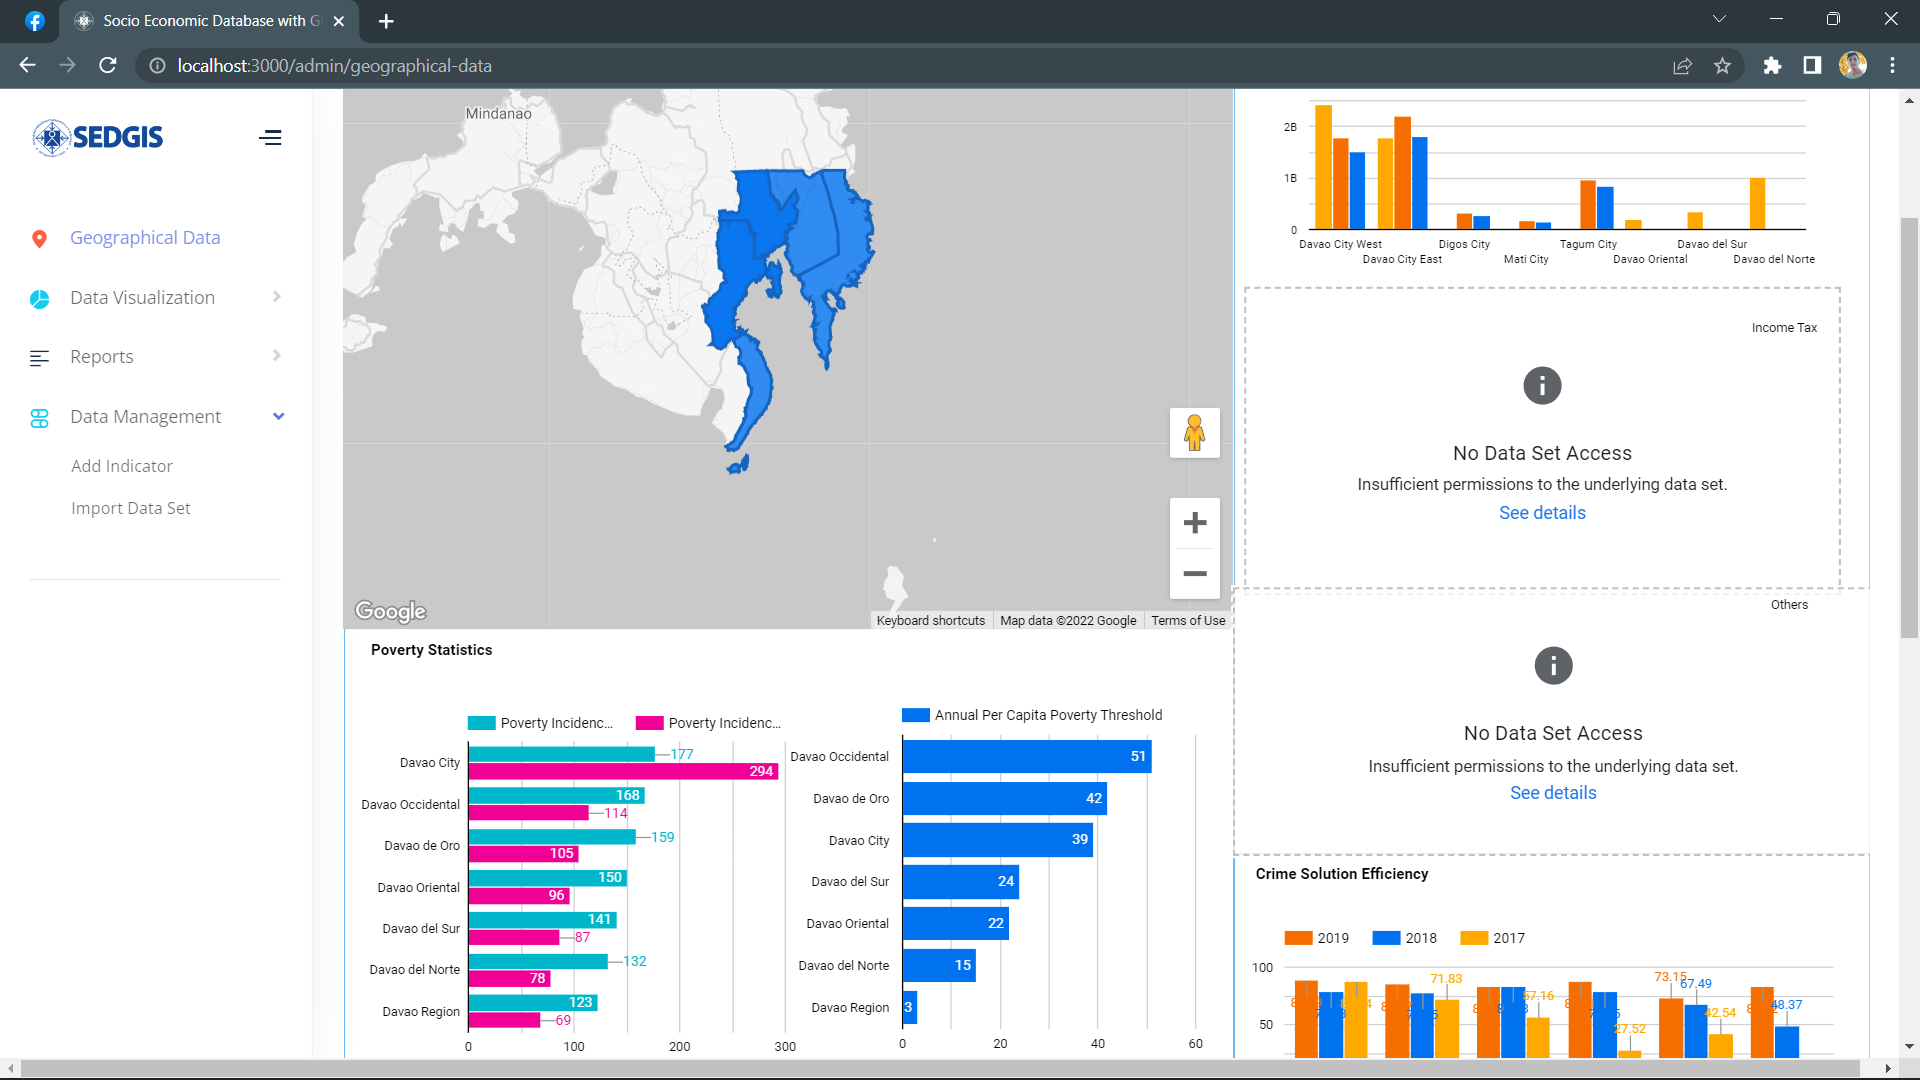 Socio Economic Database with G
localhost:3000/admin/geographical-data
SEDGIS
Geographical Data
Data Visualization
Reports
Data Management
Add Indicator
Import Data Set
Mindanao
Google
Keyboard shortcuts
Map data ©2022 Google
Terms of Use
2B
1B
0
Davao City West
Digos City
Tagum City
Davao del Sur
Davao City East
Mati City
Davao Oriental
Davao del Norte
Income Tax
No Data Set Access
Insufficient permissions to the underlying data set.
See details
Others
No Data Set Access
Insufficient permissions to the underlying data set.
See details
Poverty Statistics
Poverty Incidenc...
Poverty Incidenc...
Davao City
177
294
Davao Occidental
168
114
Davao de Oro
159
105
Davao Oriental
150
96
Davao del Sur
141
87
Davao del Norte
132
78
Davao Region
123
69
0
100
200
300
Annual Per Capita Poverty Threshold
Davao Occidental
51
Davao de Oro
42
Davao City
39
Davao del Sur
24
Davao Oriental
22
Davao del Norte
15
Davao Region
3
0
20
40
60
Crime Solution Efficiency
2019
2018
2017
100
50
71.83
57.16
27.52
73.15
67.49
42.54
48.37